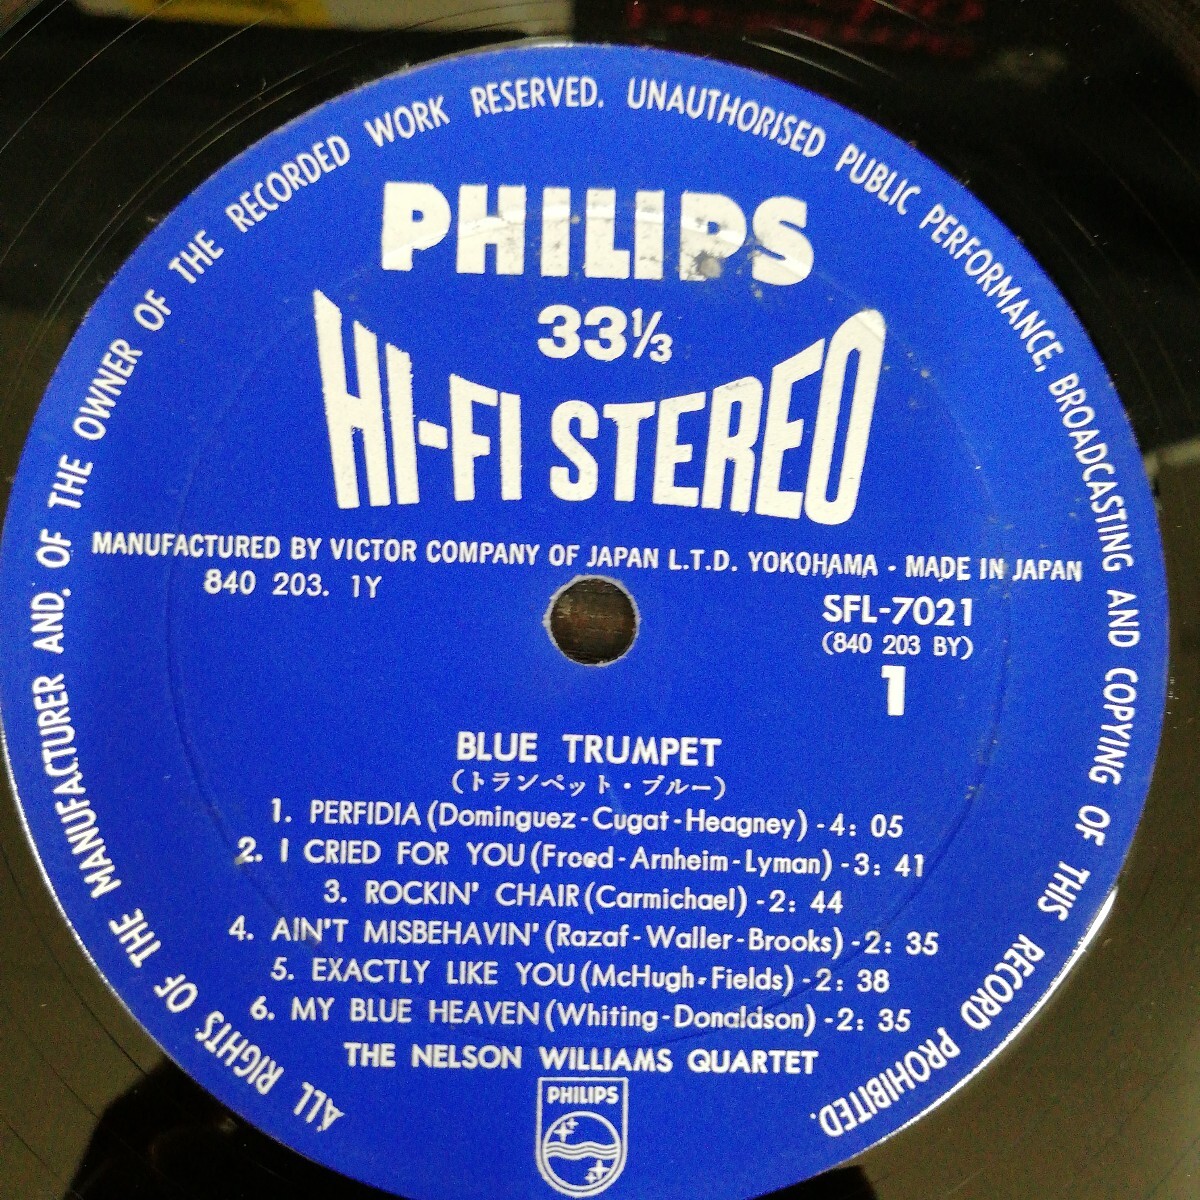 ALL RIGHTS OF THE MANUFACTURER AND. OF THE OWNER OF THE RECORDED WORK RESERVED. UNAUTHORISED PUBLIC PERFORMANCE, BROADCASTING AND COPYING OF THIS RECORD PROHIBITED.
PHILIPS
33⅓
HI-FI STEREO
MANUFACTURED BY VICTOR COMPANY OF JAPAN L.T.D. YOKOHAMA - MADE IN JAPAN
840 203. 1Y
SFL-7021
(840 203 BY)
1
BLUE TRUMPET
(トランペット・ブルー)
1. PERFIDIA (Dominguez-Cugat-Heagney) -4: 05
2. I CRIED FOR YOU (Froed-Arnheim-Lyman) -3: 41
3. ROCKIN' CHAIR (Carmichael) -2: 44
4. AIN'T MISBEHAVIN' (Razaf-Waller-Brooks) -2: 35
5. EXACTLY LIKE YOU (McHugh-Fields) -2: 38
6. MY BLUE HEAVEN (Whiting-Donaldson) -2: 35
THE NELSON WILLIAMS QUARTET
PHILIPS